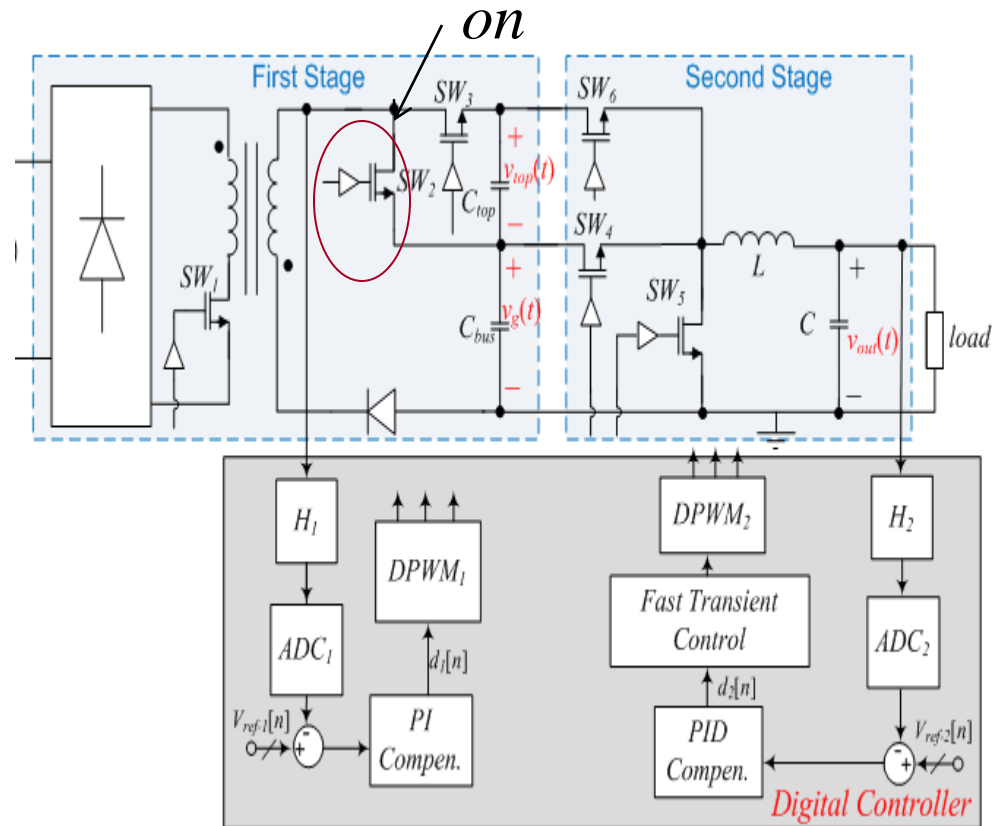 on
First Stage
Second Stage
SW3
SW6
SW2
Ctop
vtop(t)
+
−
SW4
SW1
SW5
L
Cbus
vg(t)
+
−
C
vout(t)
+
−
load
H1
DPWM1
DPWM2
H2
ADC1
Fast Transient
Control
ADC2
d1[n]
d2[n]
Vref-1[n]
+
-
PI
Compen.
PID
Compen.
Vref-2[n]
-
+
Digital Controller